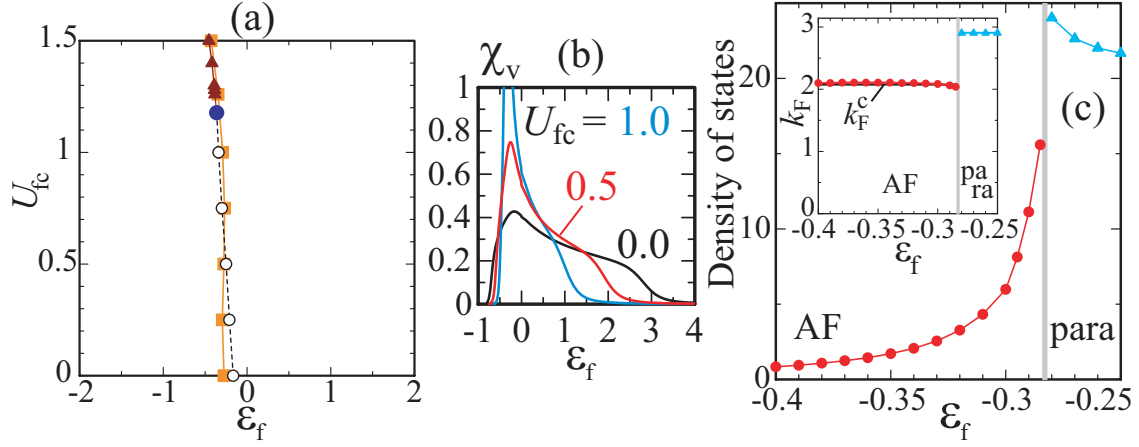 (a)
1.5
1
0.5
0
U_fc
-2
-1
0
1
2
ε_f
(b)
χ_v
1
0.8
0.6
0.4
0.2
0
U_fc = 1.0
0.5
0.0
-1
0
1
2
3
4
ε_f
(c)
Density of states
20
10
0
AF
para
-0.4
-0.35
-0.3
-0.25
ε_f
k_F
3
2
1
0
k_F^c
AF
pa
ra
-0.4
-0.35
-0.3
-0.25
ε_f